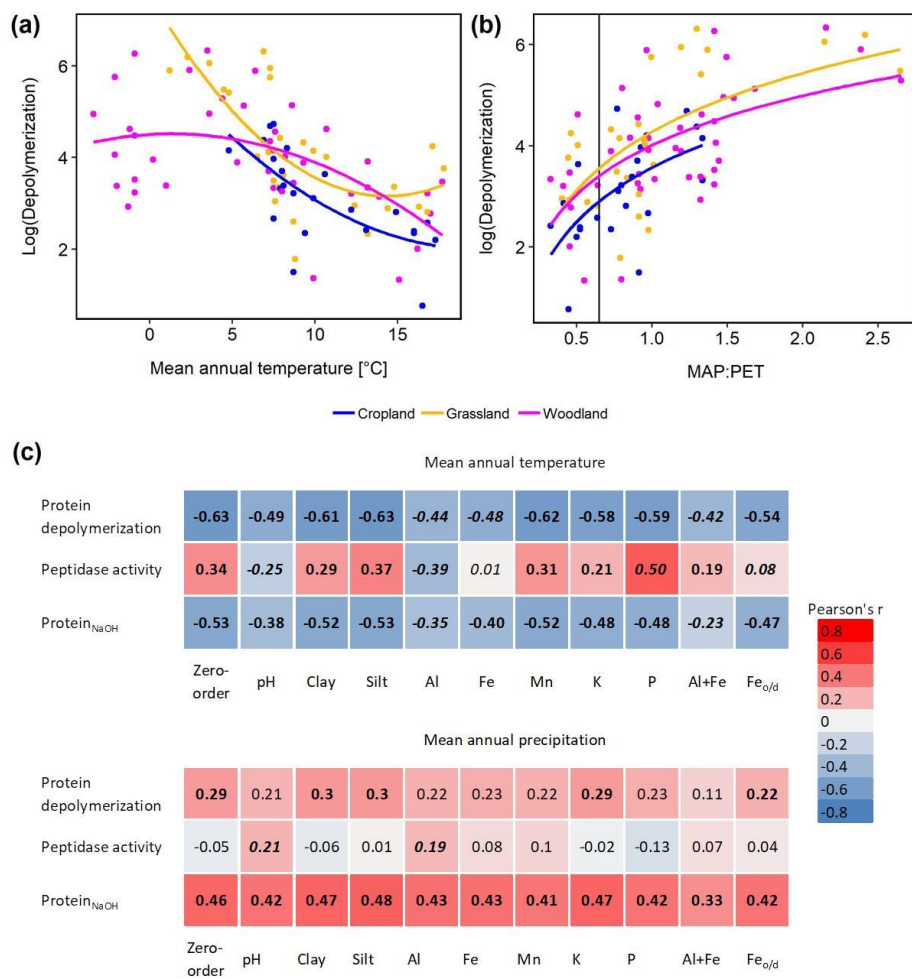 (a)
Log(Depolymerization)
6
4
2
0
5
10
15
Mean annual temperature [°C]
(b)
log(Depolymerization)
6
4
2
0.5
1.0
1.5
2.0
2.5
MAP:PET
Cropland Grassland Woodland
(c)
Mean annual temperature
Protein
depolymerization
-0.63 -0.49 -0.61 -0.63 -0.44 -0.48 -0.62 -0.58 -0.59 -0.42 -0.54
Peptidase activity 0.34 -0.25 0.29 0.37 -0.39 0.01 0.31 0.21 0.50 0.19 0.08
Protein NaOH -0.53 -0.38 -0.52 -0.53 -0.35 -0.40 -0.52 -0.48 -0.48 -0.23 -0.47
Zero-
order pH Clay Silt Al Fe Mn K P Al+Fe Feo/d
Mean annual precipitation
Protein
depolymerization
0.29 0.21 0.3 0.3 0.22 0.23 0.22 0.29 0.23 0.11 0.22
Peptidase activity -0.05 0.21 -0.06 0.01 0.19 0.08 0.1 -0.02 -0.13 0.07 0.04
Protein NaOH 0.46 0.42 0.47 0.48 0.43 0.43 0.41 0.47 0.42 0.33 0.42
Zero-
order pH Clay Silt Al Fe Mn K P Al+Fe Feo/d
Pearson's r
0.8
0.6
0.4
0.2
0
-0.2
-0.4
-0.6
-0.8